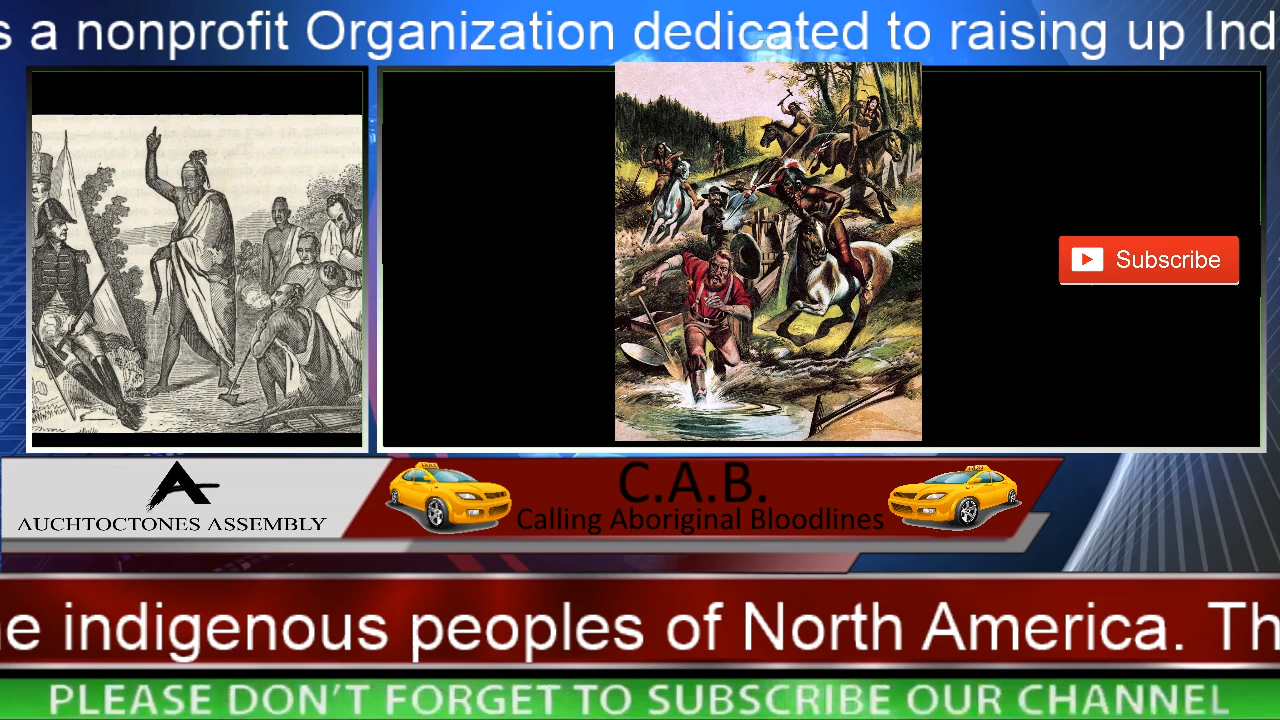 s a nonprofit Organization dedicated to raising up Ind
Subscribe
AUCHTOCTONES ASSEMBLY
C.A.B.
Calling Aboriginal Bloodlines
e indigenous peoples of North America. Th
PLEASE DON'T FORGET TO SUBSCRIBE OUR CHANNEL